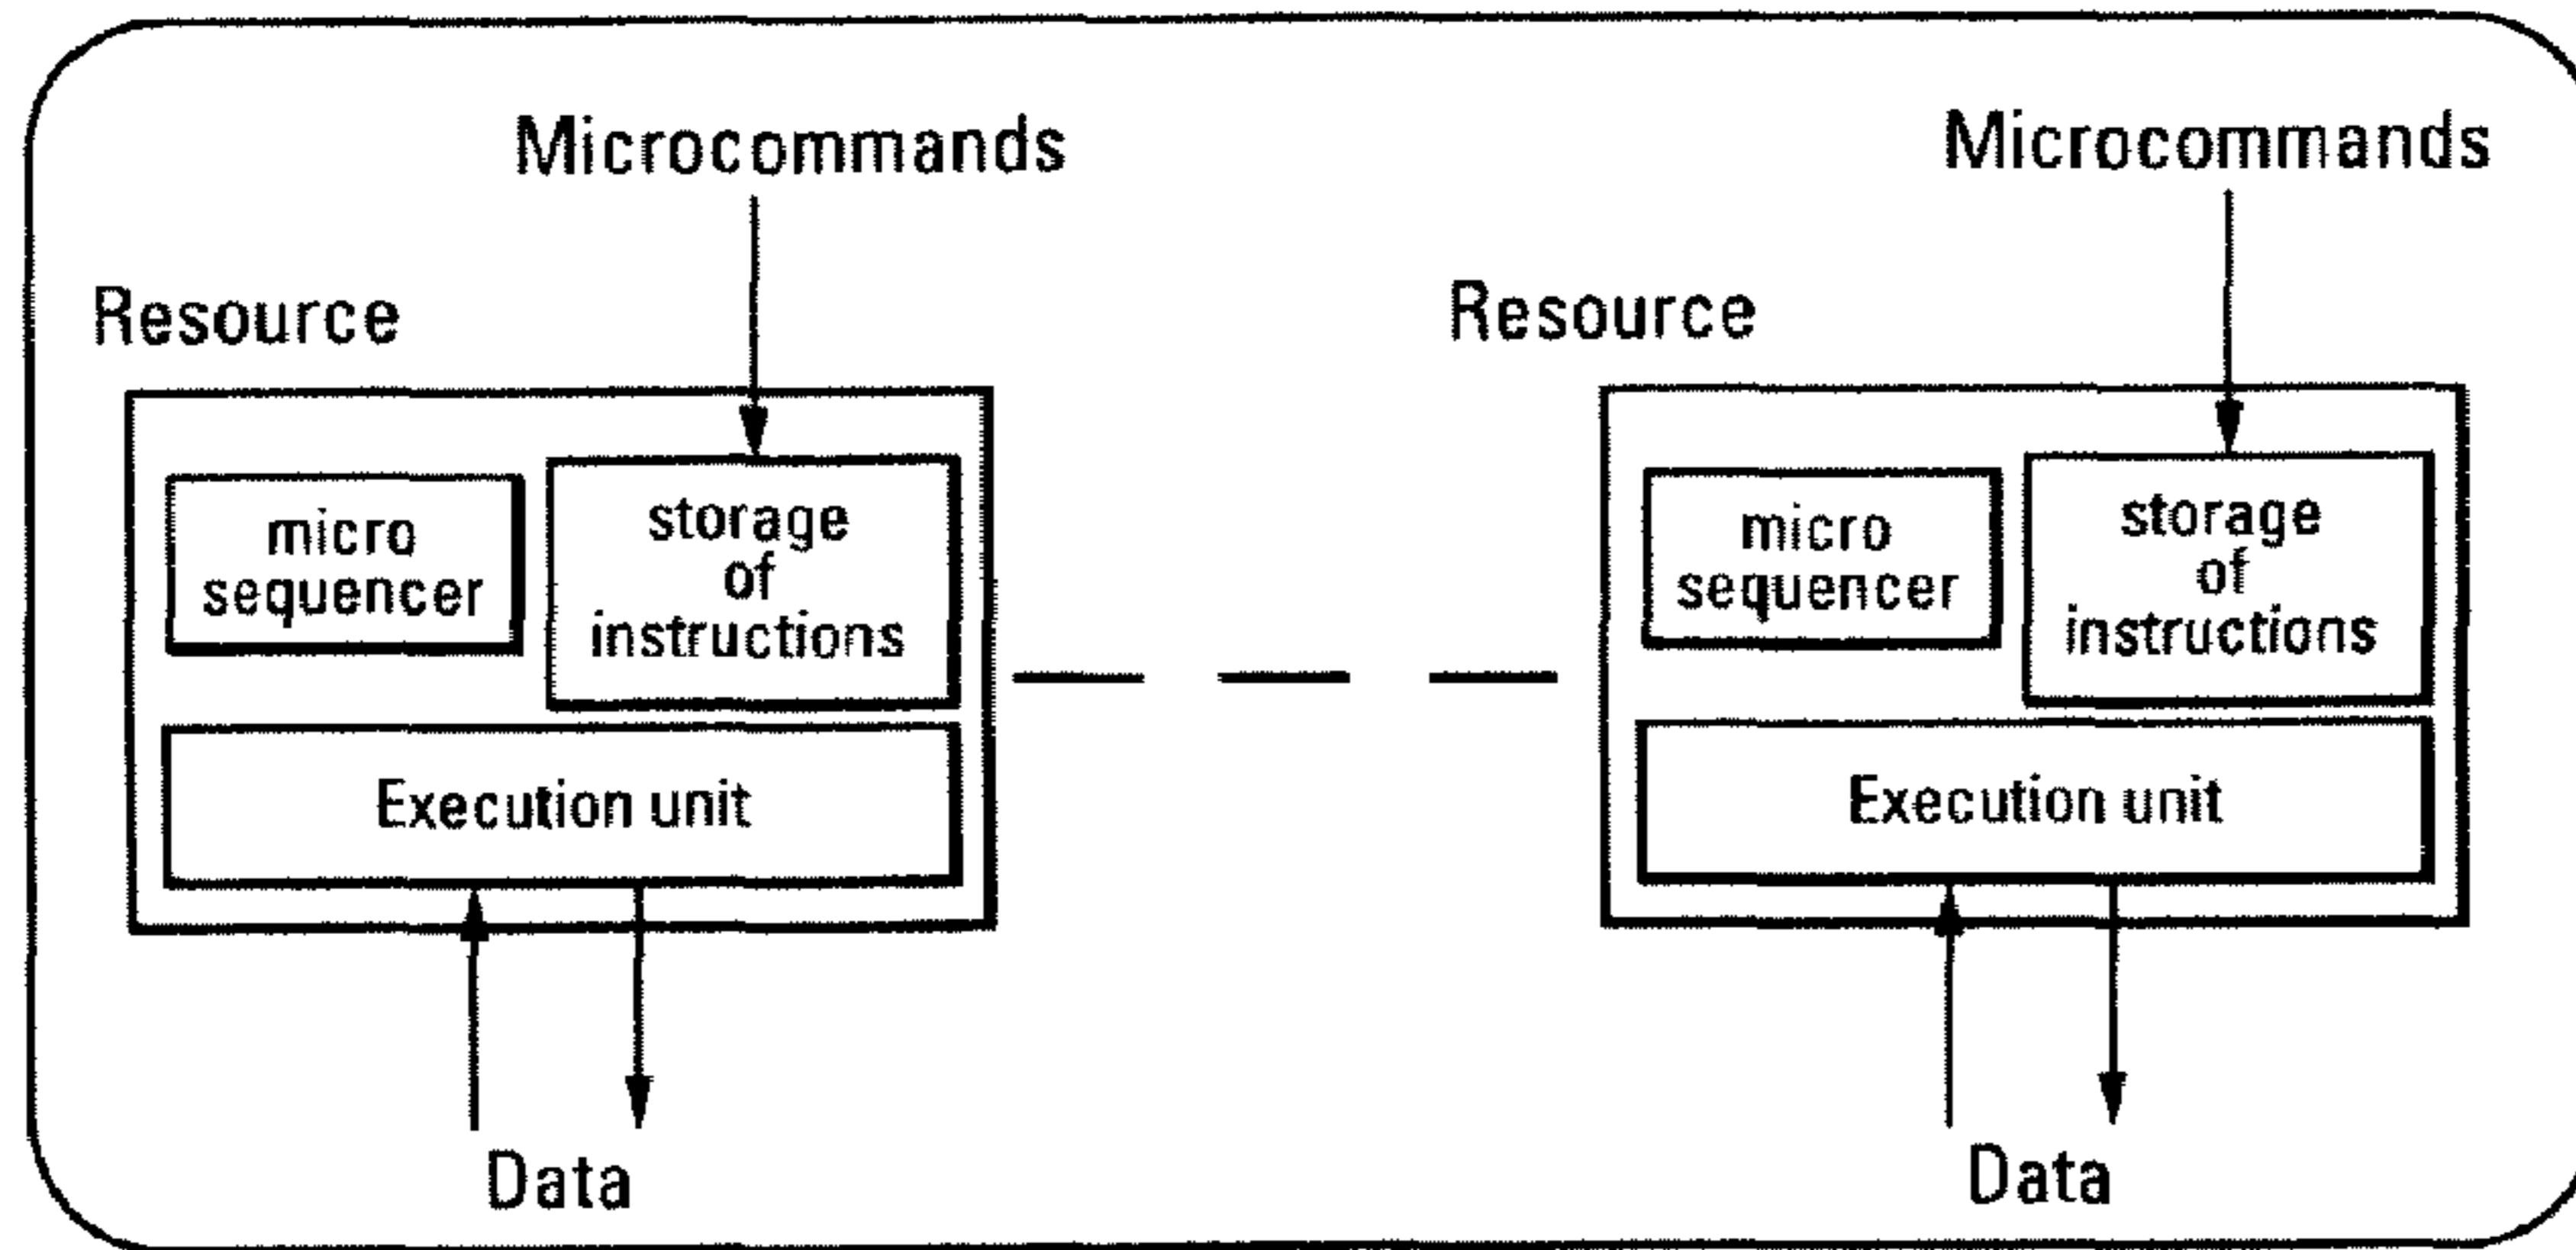 Microcommands
Microcommands
Resource
Resource
micro
sequencer
storage
of
instructions
micro
sequencer
storage
of
instructions
Execution unit
Execution unit
Data
Data